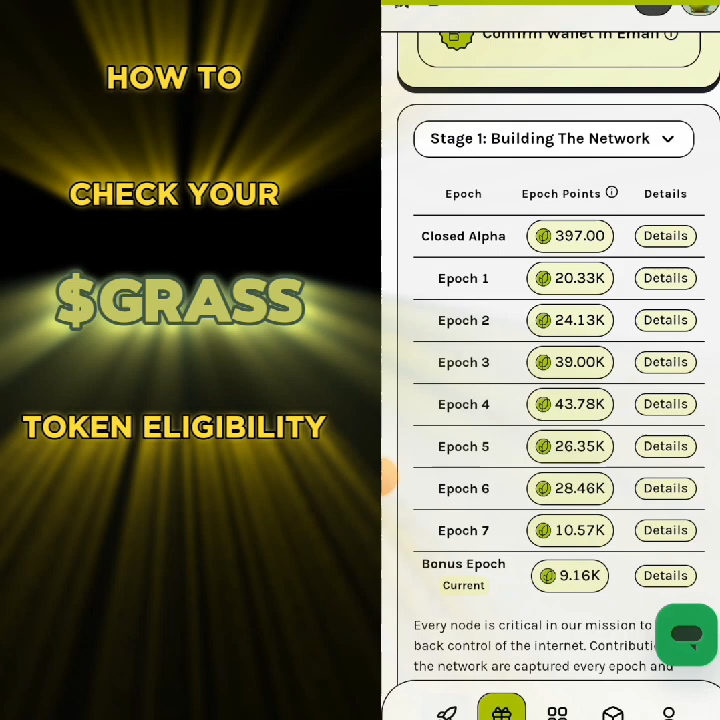 HOW TO
CHECK YOUR
$GRASS
TOKEN ELIGIBILITY
Confirm Wallet in Email
Stage 1: Building The Network
Epoch Epoch Points Details
Closed Alpha 397.00 Details
Epoch 1 20.33K Details
Epoch 2 24.13K Details
Epoch 3 39.00K Details
Epoch 4 43.78K Details
Epoch 5 26.35K Details
Epoch 6 28.46K Details
Epoch 7 10.57K Details
Bonus Epoch
Current
9.16K Details
Every node is critical in our mission to
back control of the internet.
the network are captured every epoch and